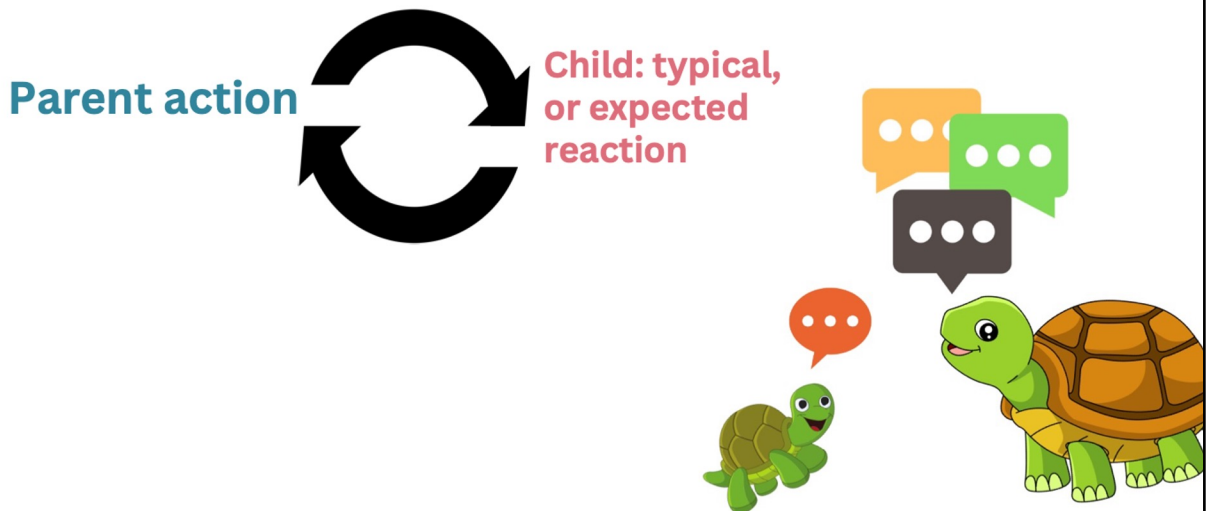 Parent action
Child: typical,
or expected
reaction